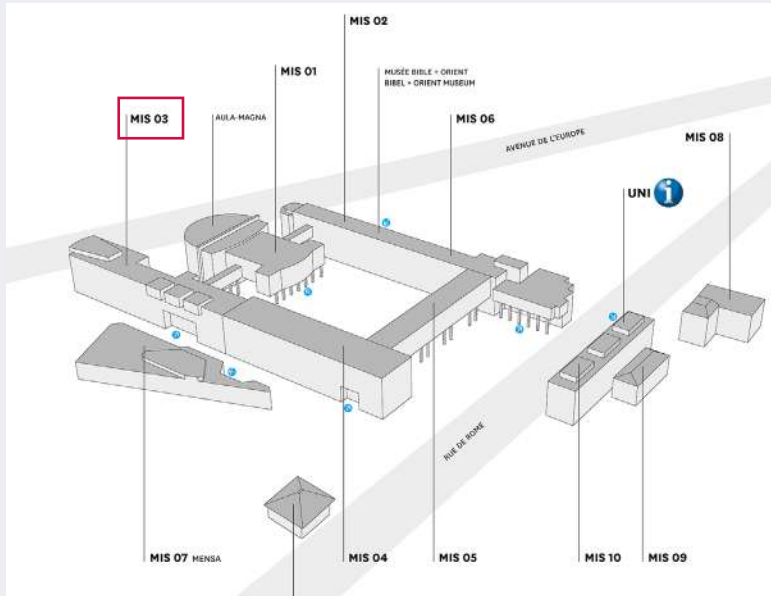 MIS 02
MIS 01
MUSÉE BIBLE + ORIENT
BIBEL + ORIENT MUSEUM
MIS 03
AULA-MAGNA
MIS 06
AVENUE DE L'EUROPE
MIS 08
UNI i
RUE DE ROME
MIS 07 MENSA
MIS 04
MIS 05
MIS 10
MIS 09